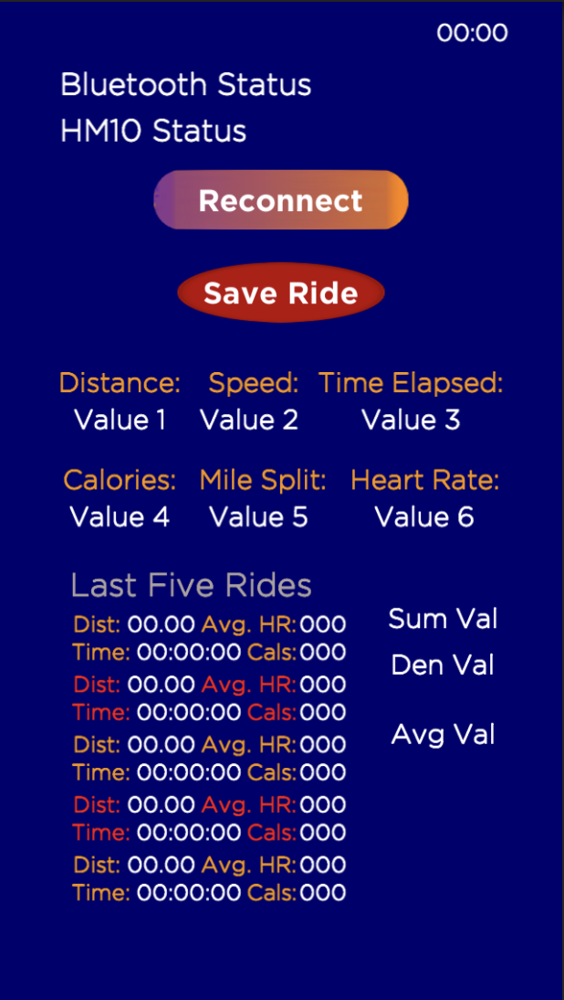 00:00
Bluetooth Status
HM10 Status
Reconnect
Save Ride
Distance: Speed: Time Elapsed:
Value 1 Value 2 Value 3
Calories: Mile Split: Heart Rate:
Value 4 Value 5 Value 6
Last Five Rides
Dist: 00.00 Avg. HR:000
Time: 00:00:00 Cals:000
Dist: 00.00 Avg. HR:000
Time: 00:00:00 Cals:000
Dist: 00.00 Avg. HR:000
Time: 00:00:00 Cals:000
Dist: 00.00 Avg. HR:000
Time: 00:00:00 Cals:000
Dist: 00.00 Avg. HR:000
Time: 00:00:00 Cals:000
Sum Val
Den Val
Avg Val